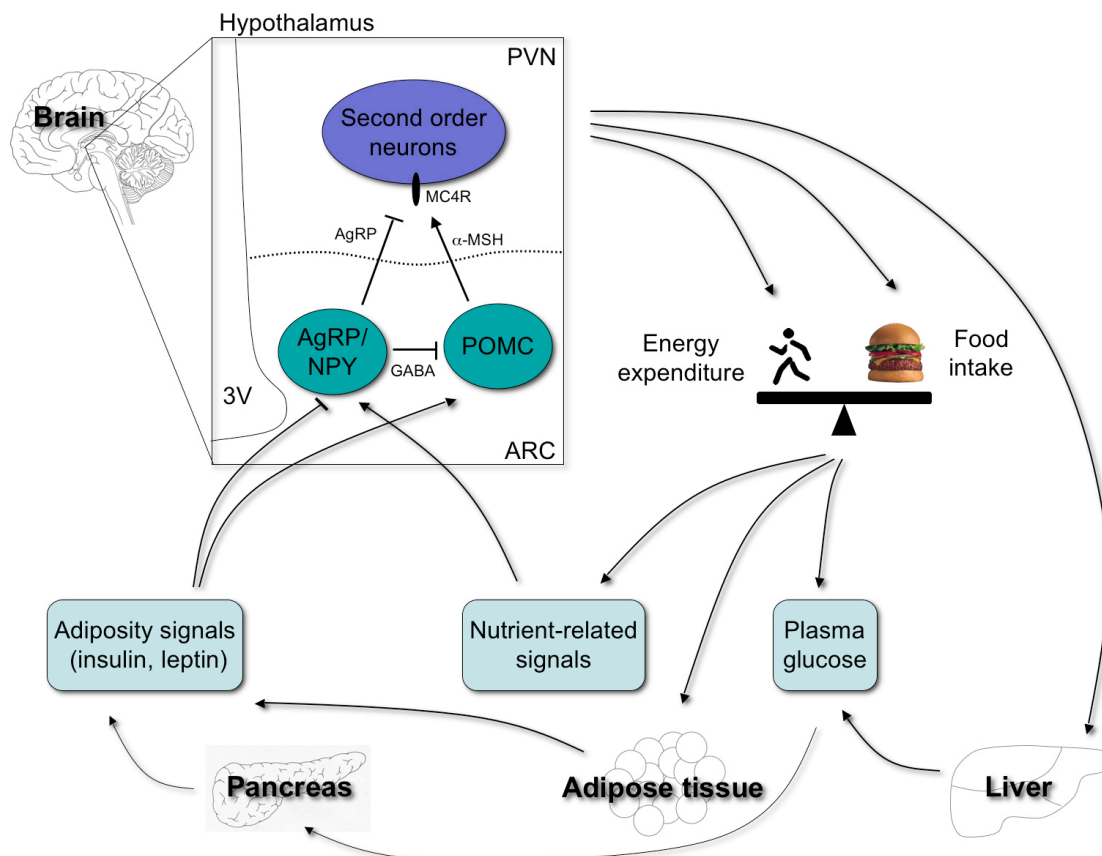 Hypothalamus
PVN
Brain
Second order
neurons
MC4R
AgRP
α-MSH
AgRP/
NPY
POMC
GABA
3V
ARC
Energy
expenditure
Food
intake
Adiposity signals
(insulin, leptin)
Nutrient-related
signals
Plasma
glucose
Pancreas
Adipose tissue
Liver